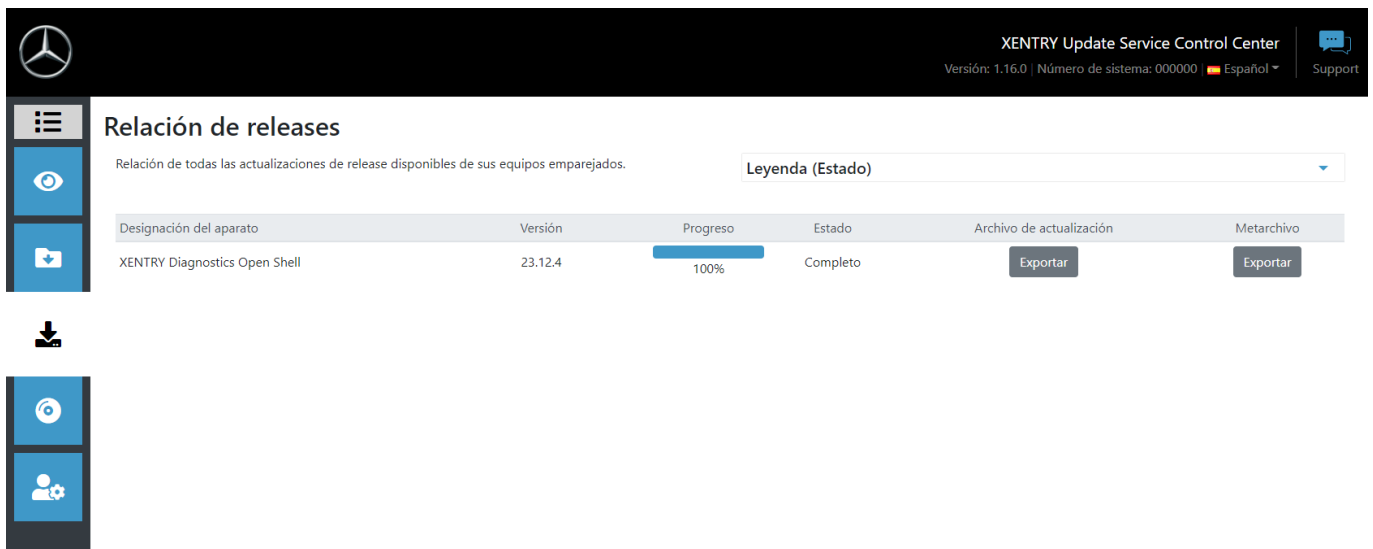 XENTRY Update Service Control Center
Versión: 1.16.0 | Número de sistema: 000000 | Español
Support
Relación de releases
Relación de todas las actualizaciones de release disponibles de sus equipos emparejados.
Leyenda (Estado)
Designación del aparato Versión Progreso Estado Archivo de actualización Metarchivo
XENTRY Diagnostics Open Shell 23.12.4 100% Completo Exportar Exportar